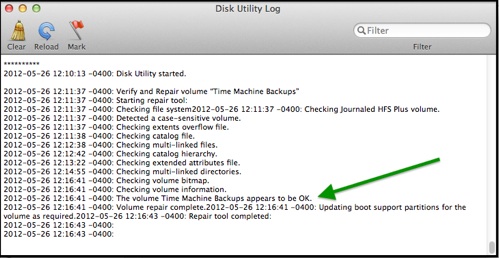 Disk Utility Log
Clear Reload Mark
Filter
Filter
**********
2012-05-26 12:10:13 -0400: Disk Utility started.
2012-05-26 12:11:37 -0400: Verify and Repair volume "Time Machine Backups"
2012-05-26 12:11:37 -0400: Starting repair tool:
2012-05-26 12:11:37 -0400: Checking file system2012-05-26 12:11:37 -0400: Checking Journaled HFS Plus volume.
2012-05-26 12:11:37 -0400: Detected a case-sensitive volume.
2012-05-26 12:11:37 -0400: Checking extents overflow file.
2012-05-26 12:11:38 -0400: Checking catalog file.
2012-05-26 12:12:38 -0400: Checking multi-linked files.
2012-05-26 12:12:42 -0400: Checking catalog hierarchy.
2012-05-26 12:13:22 -0400: Checking extended attributes file.
2012-05-26 12:14:55 -0400: Checking multi-linked directories.
2012-05-26 12:16:41 -0400: Checking volume bitmap.
2012-05-26 12:16:41 -0400: Checking volume information.
2012-05-26 12:16:41 -0400: The volume Time Machine Backups appears to be OK.
2012-05-26 12:16:41 -0400: Volume repair complete.2012-05-26 12:16:41 -0400: Updating boot support partitions for the
volume as required.2012-05-26 12:16:43 -0400: Repair tool completed:
2012-05-26 12:16:43 -0400:
2012-05-26 12:16:43 -0400: